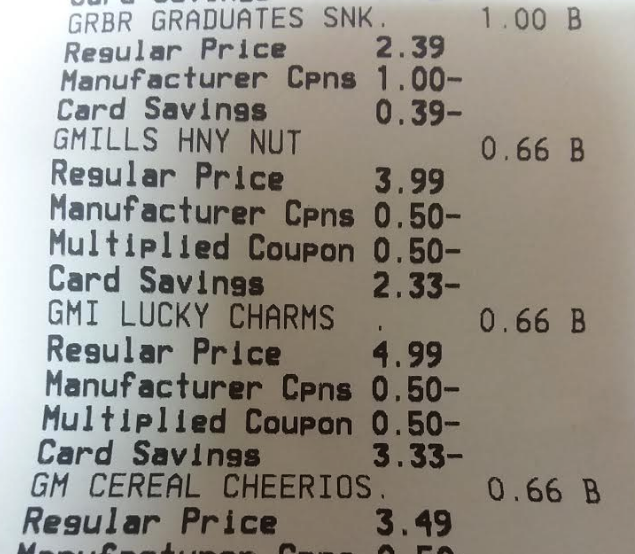 GRBR GRADUATES SNK. 1.00 B
Regular Price 2.39
Manufacturer Cpns 1.00-
Card Savings 0.39-
GMILLS HNY NUT 0.66 B
Regular Price 3.99
Manufacturer Cpns 0.50-
Multiplied Coupon 0.50-
Card Savings 2.33-
GMI LUCKY CHARMS . 0.66 B
Regular Price 4.99
Manufacturer Cpns 0.50-
Multiplied Coupon 0.50-
Card Savings 3.33-
GM CEREAL CHEERIOS. 0.66 B
Regular Price 3.49